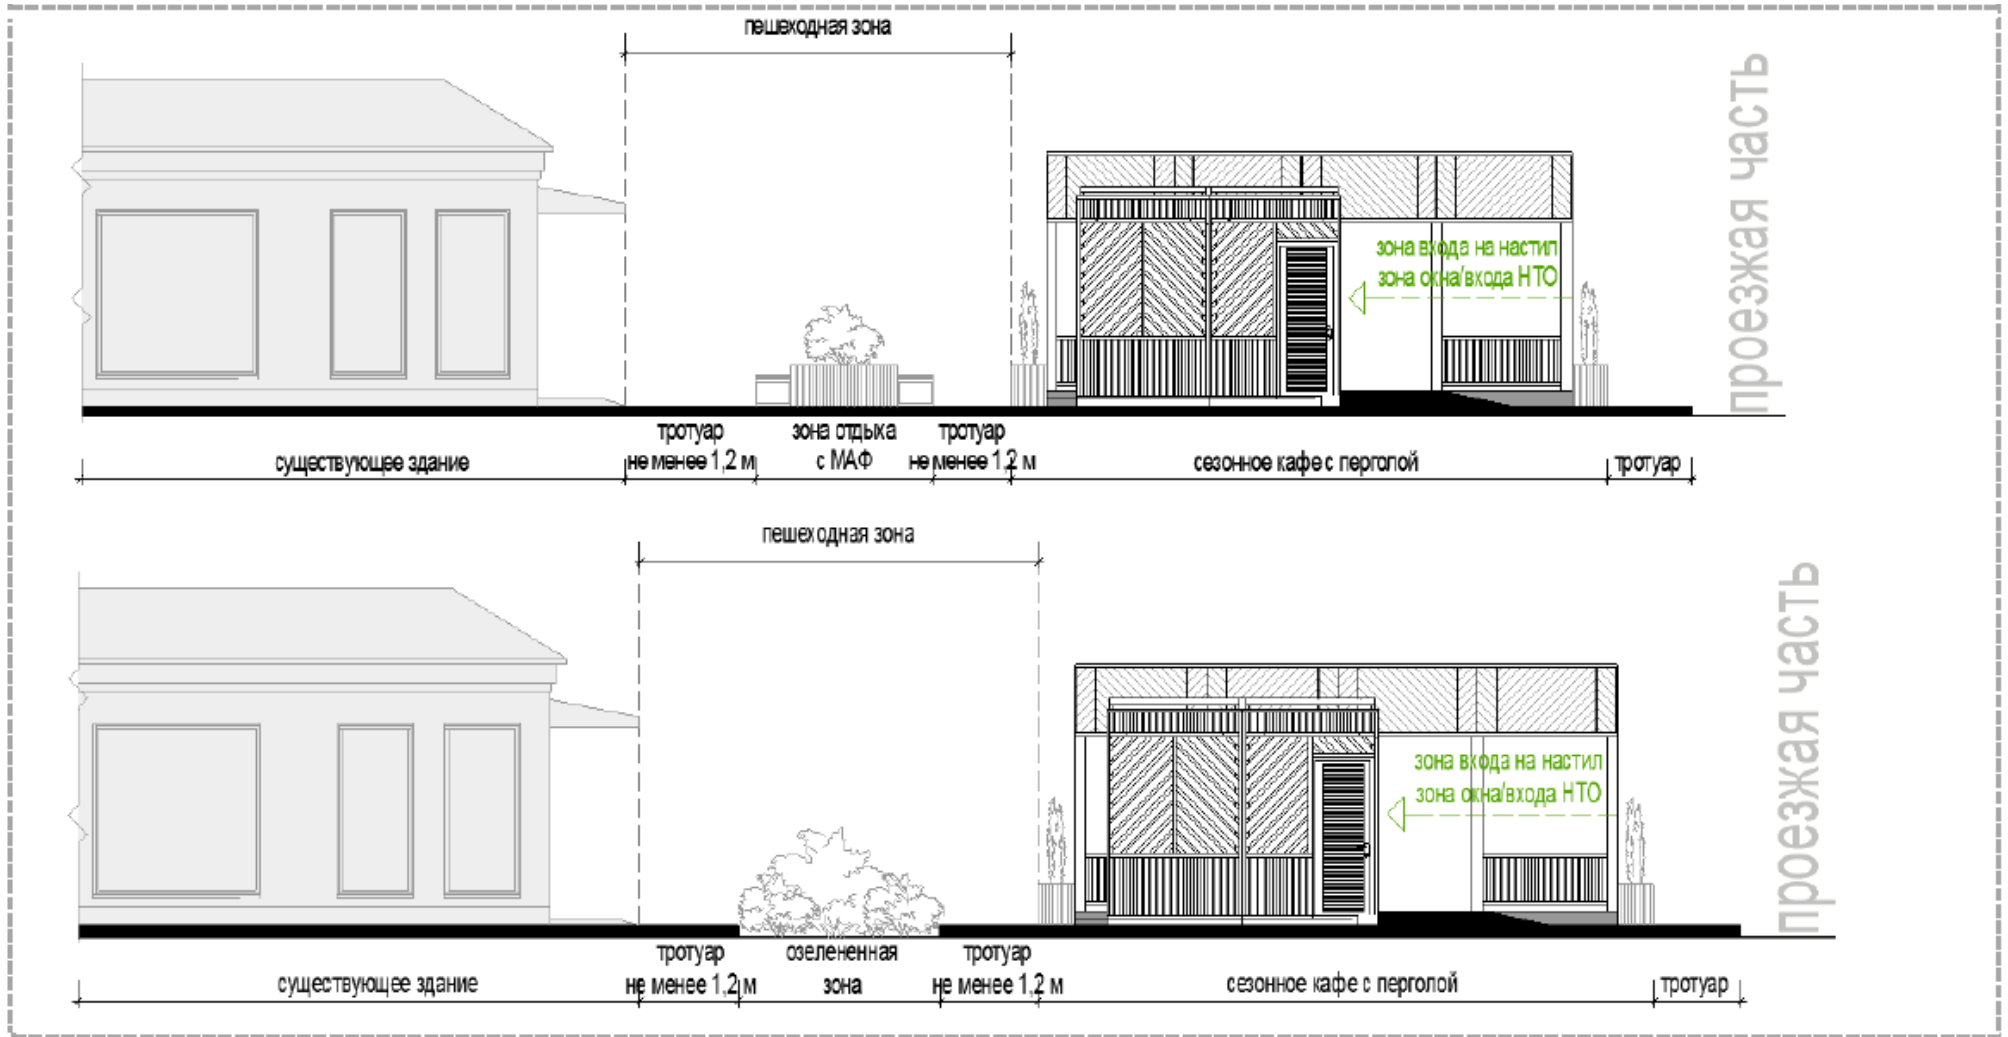 пешеходная зона
проезжая часть
зона входа на настил
зона окна/входа НТО
тротуар
не менее 1,2 м
зона отдыха
с МАФ
тротуар
не менее 1,2 м
существующее здание
сезонное кафе с перголой
тротуар
пешеходная зона
проезжая часть
зона входа на настил
зона окна/входа НТО
тротуар
не менее 1,2 м
озелененная
зона
тротуар
не менее 1,2 м
существующее здание
сезонное кафе с перголой
тротуар